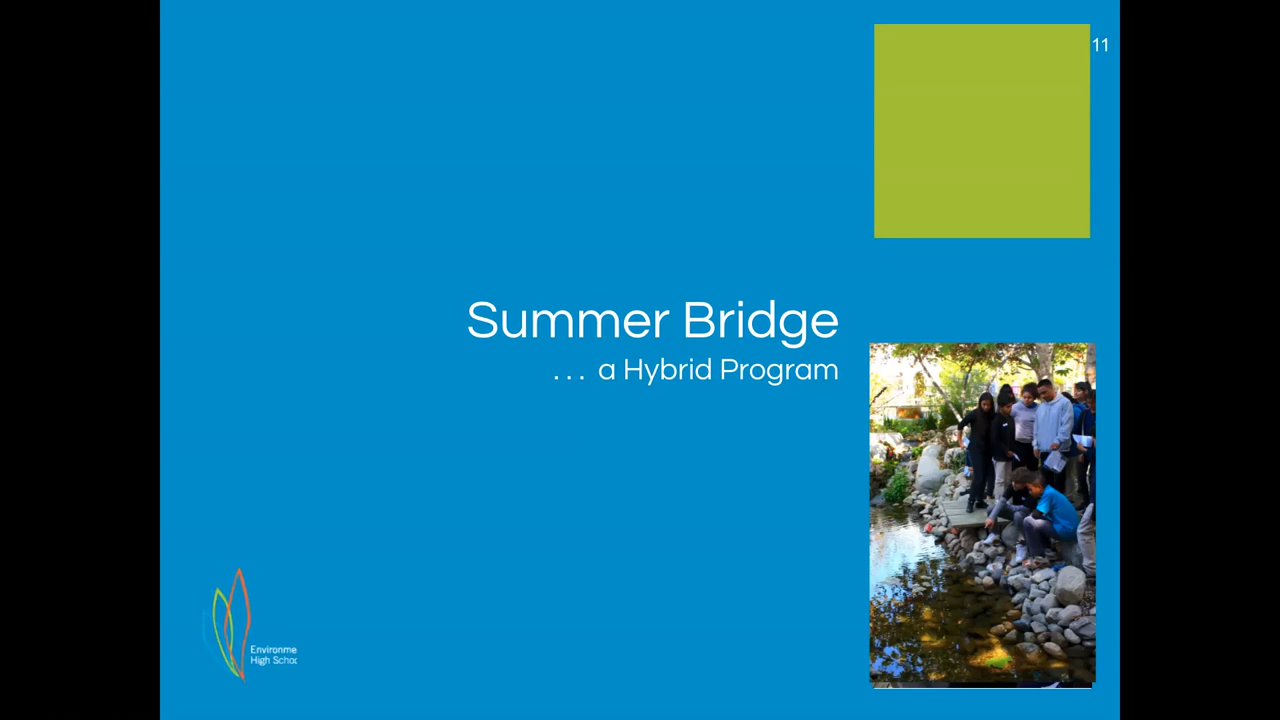 11
Summer Bridge
... a Hybrid Program
Environme
High Schoo